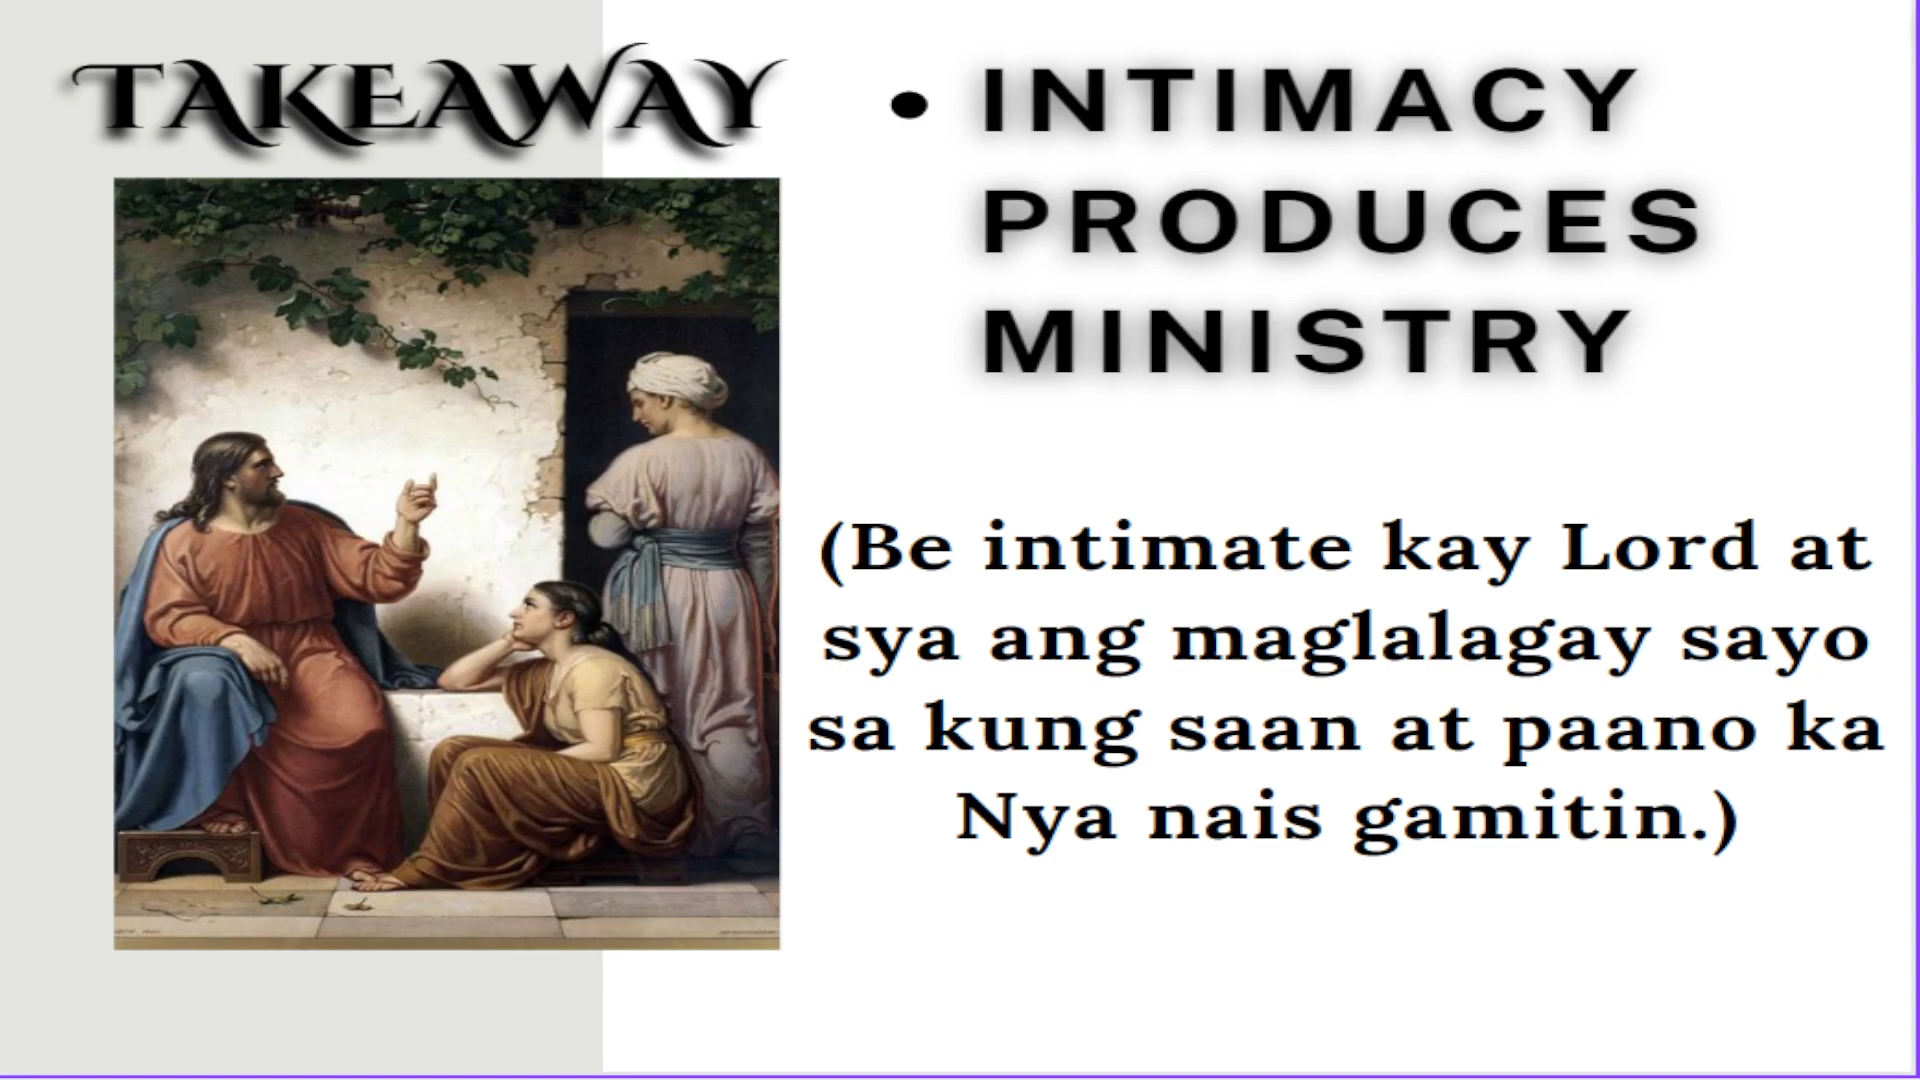 TAKEAWAY
• INTIMACY
PRODUCES
MINISTRY
(Be intimate kay Lord at
sya ang maglalagay sayo
sa kung saan at paano ka
Nya nais gamitin.)